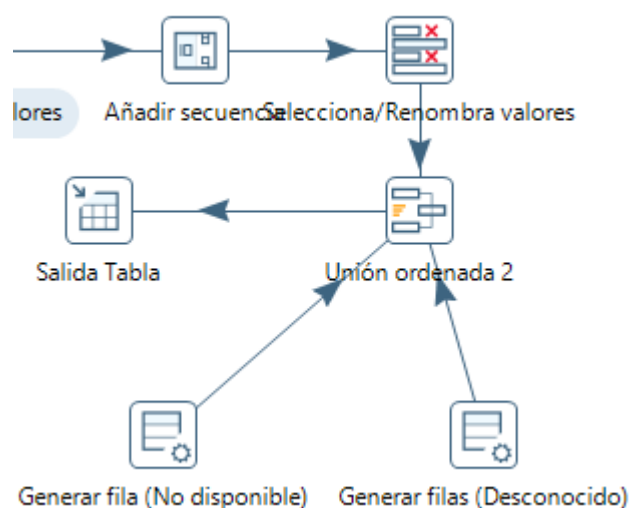 lores
Añadir secuencia
Selecciona/Renombra valores
Salida Tabla
Unión ordenada 2
Generar fila (No disponible)
Generar filas (Desconocido)